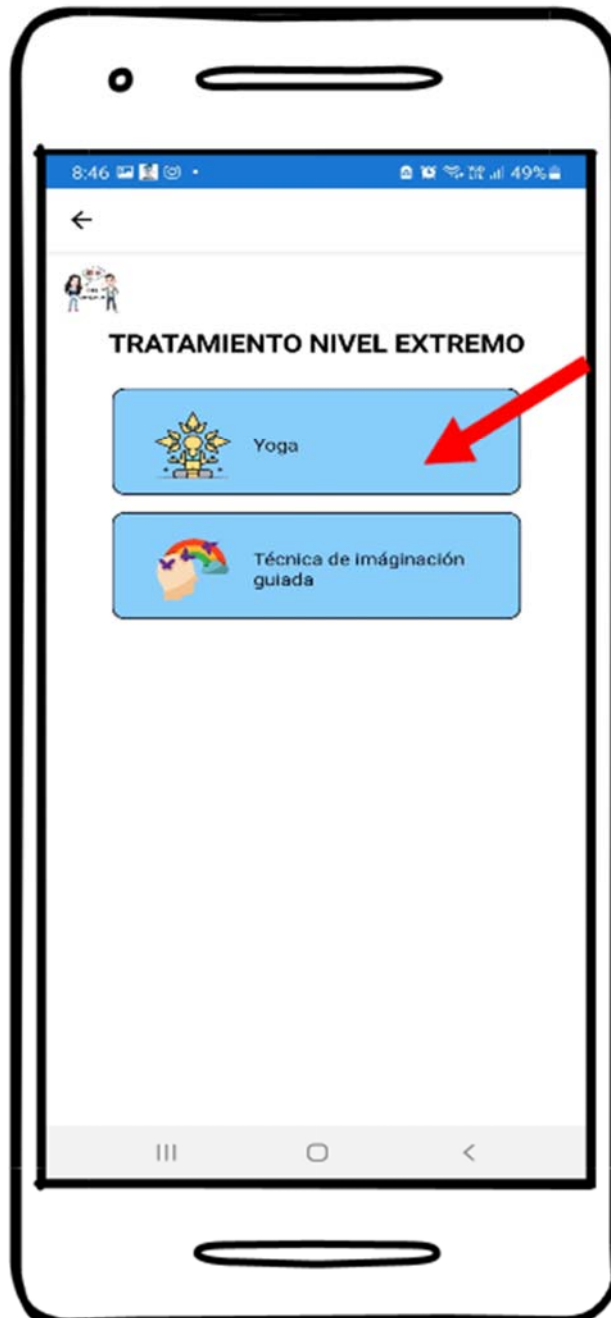 8:46 49%
TRATAMIENTO NIVEL EXTREMO
Yoga
Técnica de imáginación
guiada